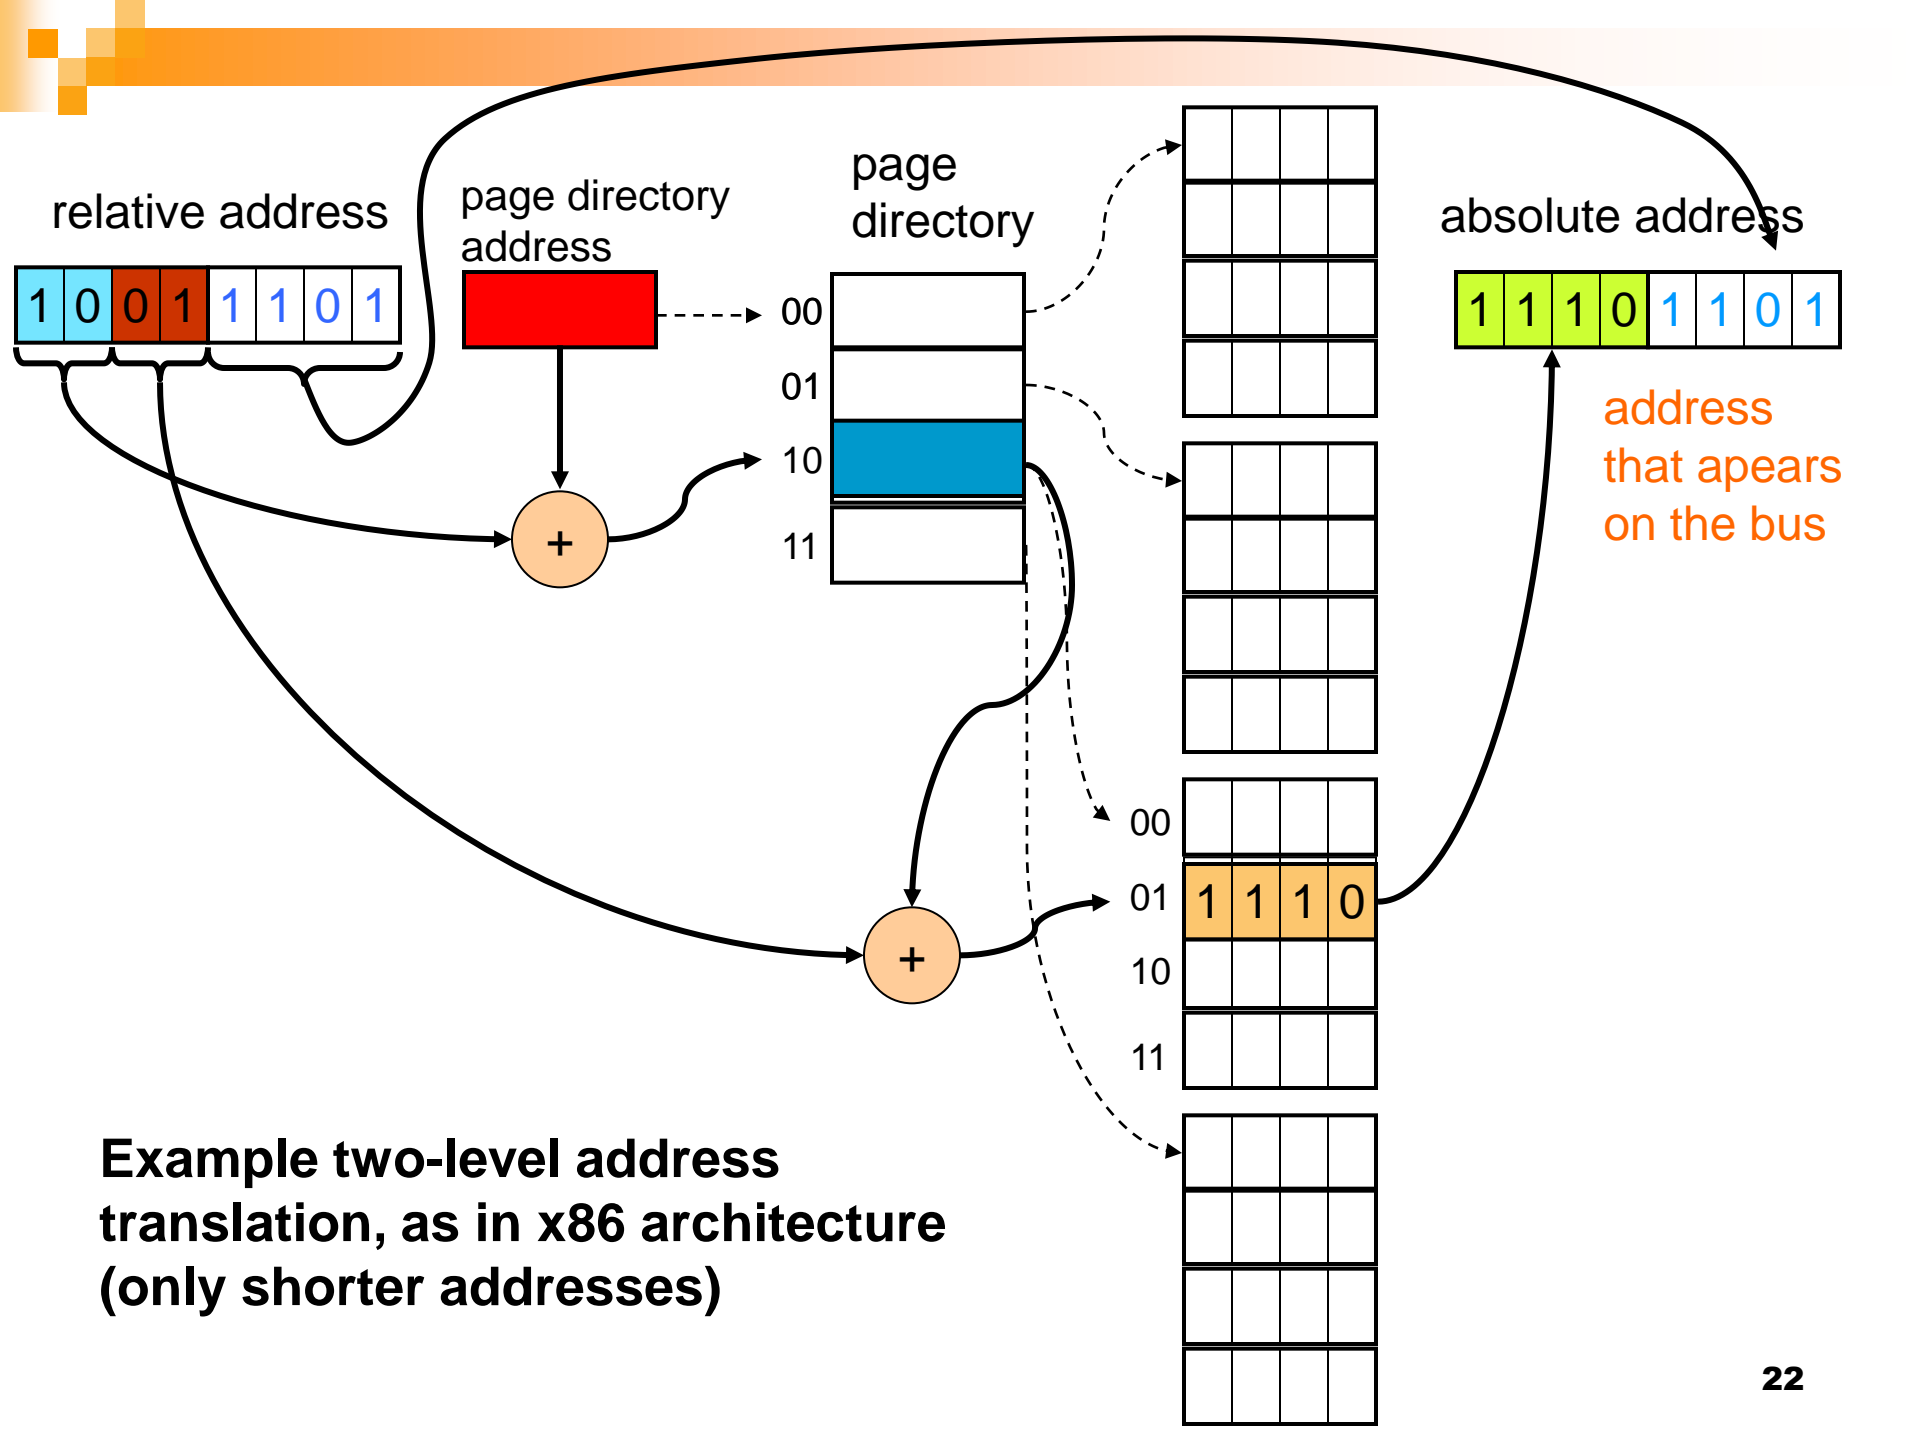 relative address
1 0 0 1 1 1 0 1
page directory
address
page
directory
00
01
10
11
+
+
00
01
10
11
1 1 1 0
absolute address
1 1 1 0 1 1 0 1
address
that apears
on the bus
Example two-level address
translation, as in x86 architecture
(only shorter addresses)
22